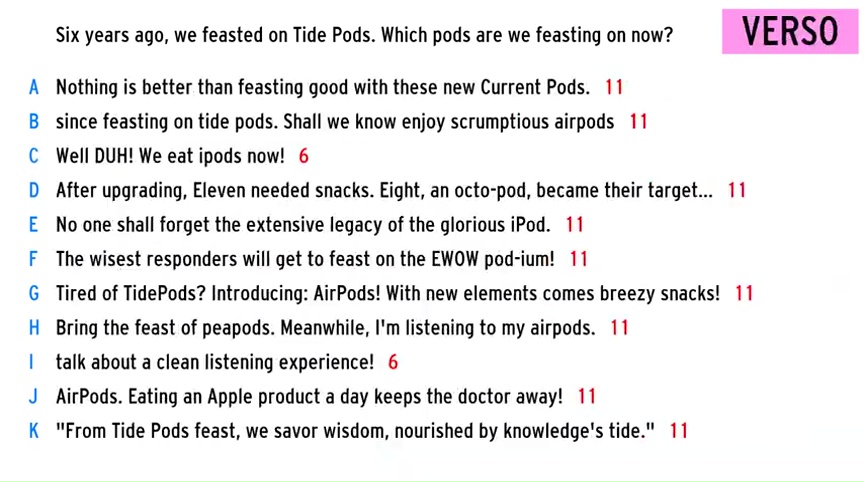 Six years ago, we feasted on Tide Pods. Which pods are we feasting on now?
VERSO
A Nothing is better than feasting good with these new Current Pods. 11
B since feasting on tide pods. Shall we know enjoy scrumptious airpods 11
C Well DUH! We eat ipods now! 6
D After upgrading, Eleven needed snacks. Eight, an octo-pod, became their target... 11
E No one shall forget the extensive legacy of the glorious iPod. 11
F The wisest responders will get to feast on the EWOW pod-ium! 11
G Tired of TidePods? Introducing: AirPods! With new elements comes breezy snacks! 11
H Bring the feast of peapods. Meanwhile, I'm listening to my airpods. 11
I talk about a clean listening experience! 6
J AirPods. Eating an Apple product a day keeps the doctor away! 11
K "From Tide Pods feast, we savor wisdom, nourished by knowledge's tide." 11